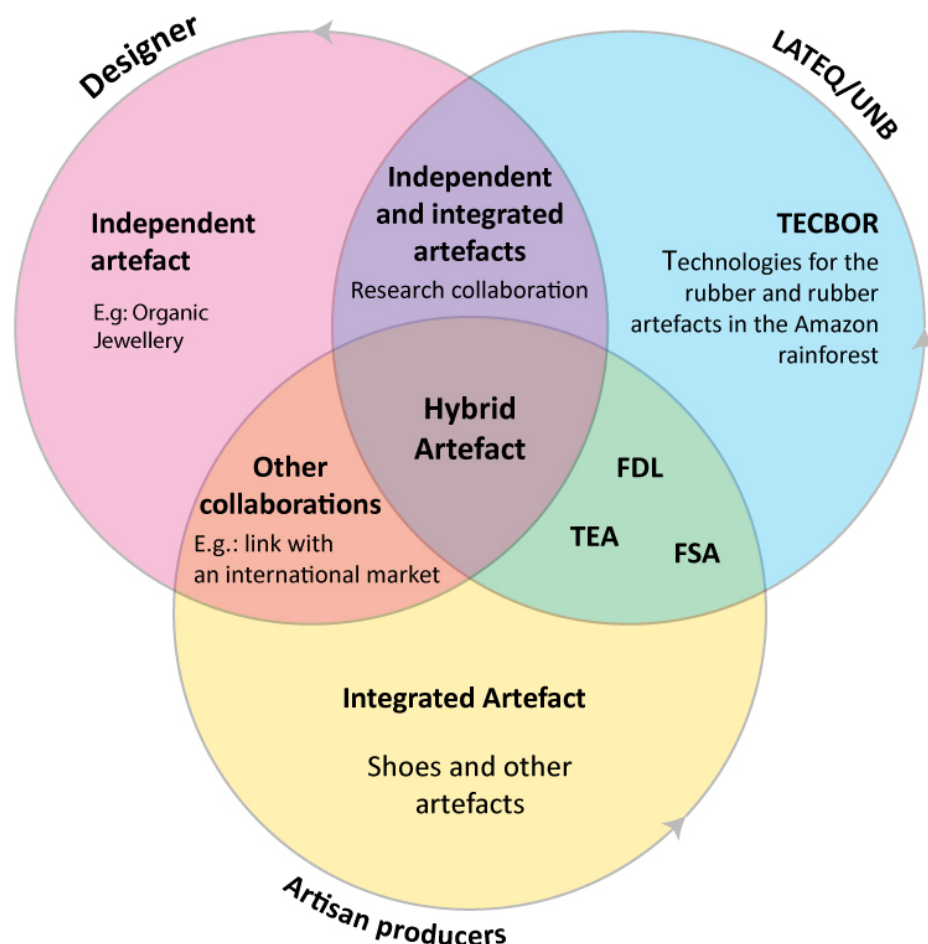 Designer
LATEQ/UNB
Independent
and integrated
artefacts
Research collaboration
Independent
artefact
E.g: Organic
Jewellery
TECBOR
Technologies for the
rubber and rubber
artefacts in the Amazon
rainforest
Hybrid
Artefact
Other
collaborations
E.g.: link with
an international market
FDL
TEA
FSA
Integrated Artefact
Shoes and other
artefacts
Artisan producers